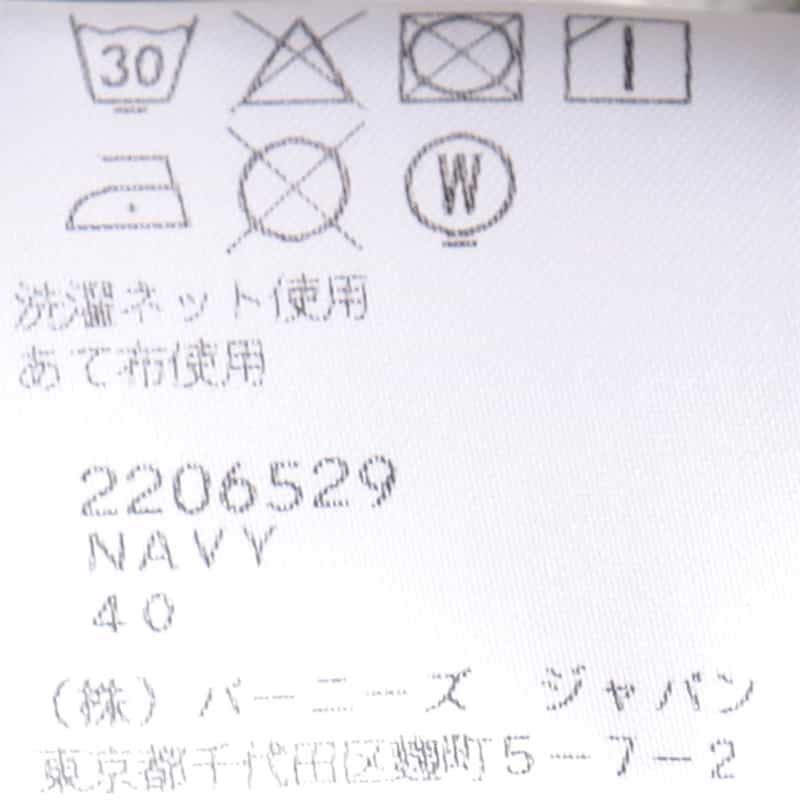 30
W
洗濯ネット使用
あて布使用
2206529
NAVY
40
(株) バーニーズ ジャパン
東京都千代田区麹町5-7-2